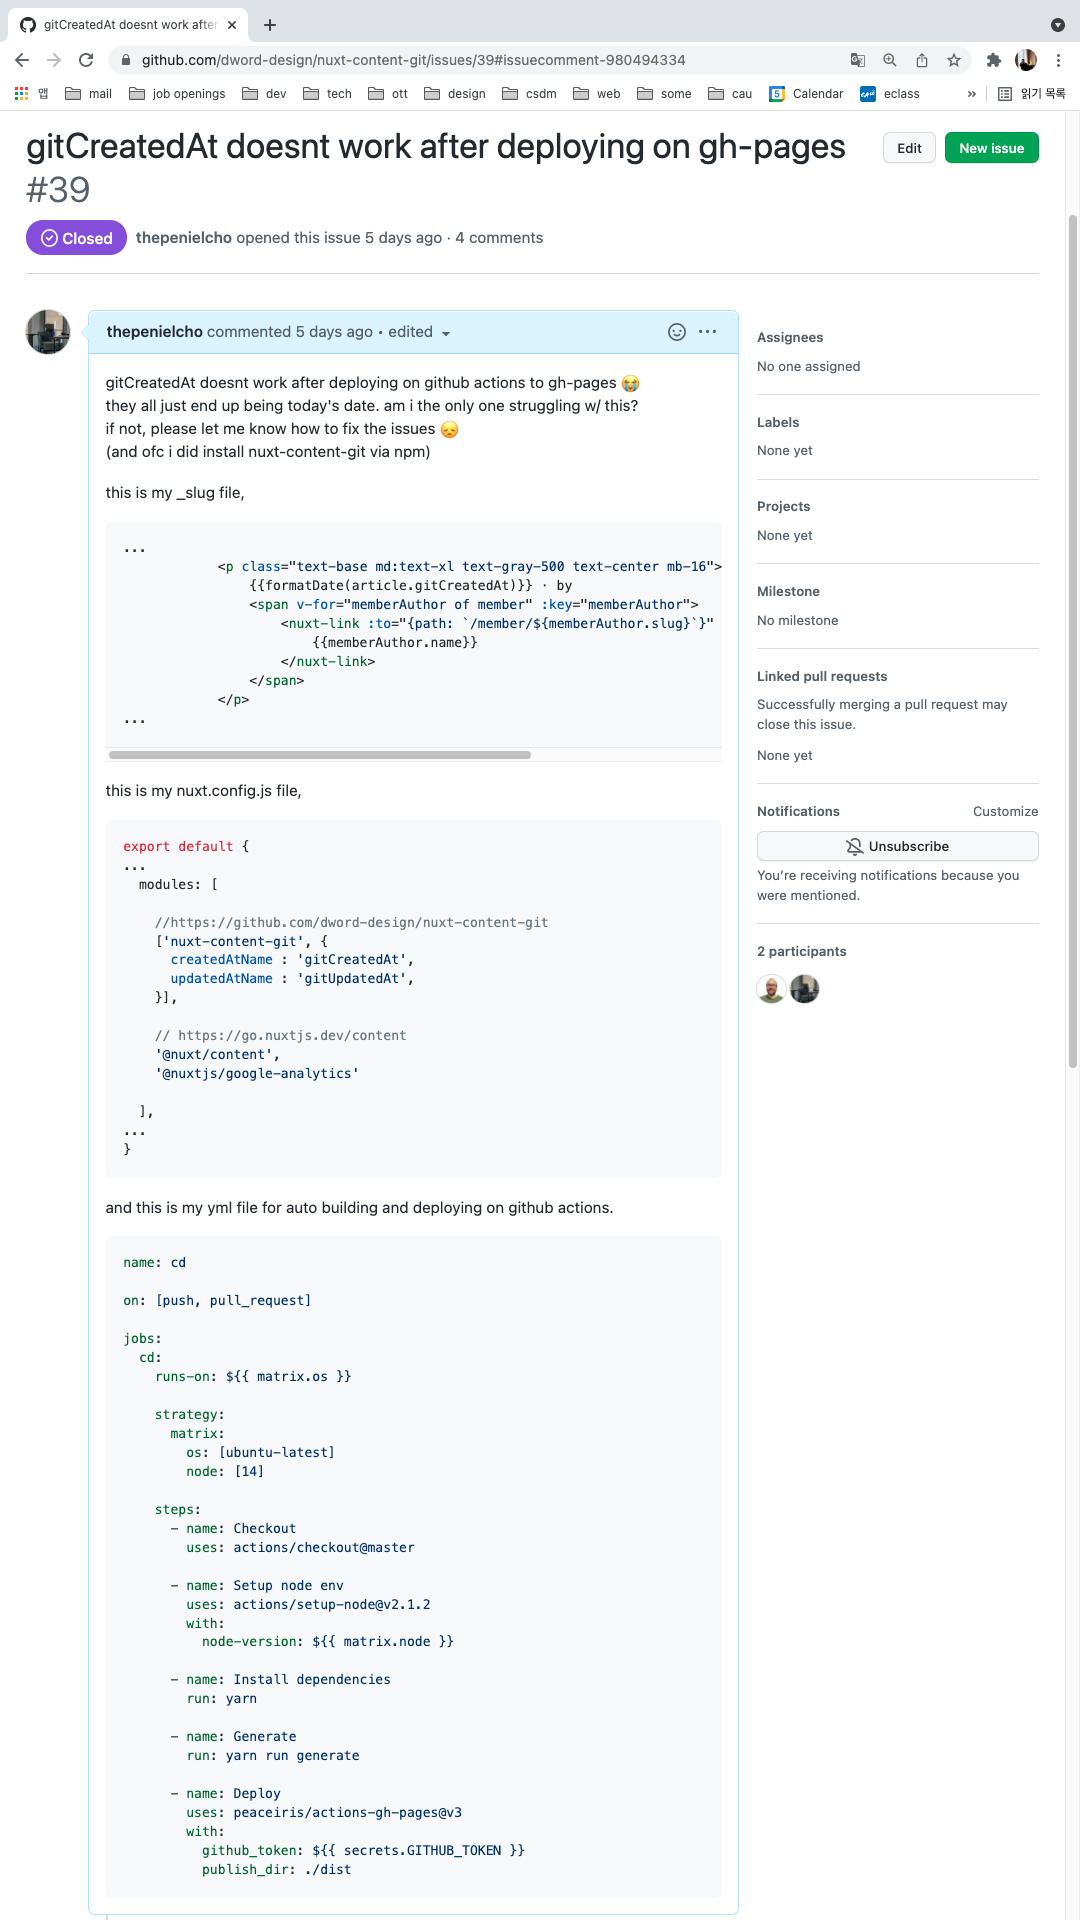 gitCreatedAt doesnt work after
github.com/dword-design/nuxt-content-git/issues/39#issuecomment-980494334
앱 mail job openings dev tech ott design csdm web some cau 5 Calendar eclass » 읽기 목록
gitCreatedAt doesnt work after deploying on gh-pages
#39
Edit New issue
Closed thepenielcho opened this issue 5 days ago · 4 comments
thepenielcho commented 5 days ago • edited
gitCreatedAt doesnt work after deploying on github actions to gh-pages 😭
they all just end up being today's date. am i the only one struggling w/ this?
if not, please let me know how to fix the issues 😞
(and ofc i did install nuxt-content-git via npm)
this is my _slug file,
...
<p class="text-base md:text-xl text-gray-500 text-center mb-16">
{{formatDate(article.gitCreatedAt)}} · by
<span v-for="memberAuthor of member" :key="memberAuthor">
<nuxt-link :to="{path: `/member/${memberAuthor.slug}`}"
{{memberAuthor.name}}
</nuxt-link>
</span>
</p>
...
this is my nuxt.config.js file,
export default {
...
modules: [
//https://github.com/dword-design/nuxt-content-git
['nuxt-content-git', {
createdAtName : 'gitCreatedAt',
updatedAtName : 'gitUpdatedAt',
}],
// https://go.nuxtjs.dev/content
'@nuxt/content',
'@nuxtjs/google-analytics'
],
...
}
and this is my yml file for auto building and deploying on github actions.
name: cd
on: [push, pull_request]
jobs:
cd:
runs-on: ${{ matrix.os }}
strategy:
matrix:
os: [ubuntu-latest]
node: [14]
steps:
- name: Checkout
uses: actions/checkout@master
- name: Setup node env
uses: actions/setup-node@v2.1.2
with:
node-version: ${{ matrix.node }}
- name: Install dependencies
run: yarn
- name: Generate
run: yarn run generate
- name: Deploy
uses: peaceiris/actions-gh-pages@v3
with:
github_token: ${{ secrets.GITHUB_TOKEN }}
publish_dir: ./dist
Assignees
No one assigned
Labels
None yet
Projects
None yet
Milestone
No milestone
Linked pull requests
Successfully merging a pull request may
close this issue.
None yet
Notifications Customize
Unsubscribe
You're receiving notifications because you
were mentioned.
2 participants